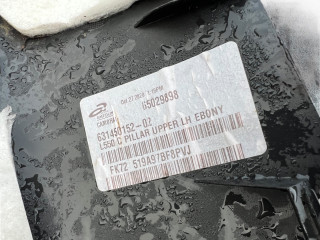 65029898
631450152-02
L550 C PILLAR UPPER LH EBONY
FK72 519A97BF8PVJ